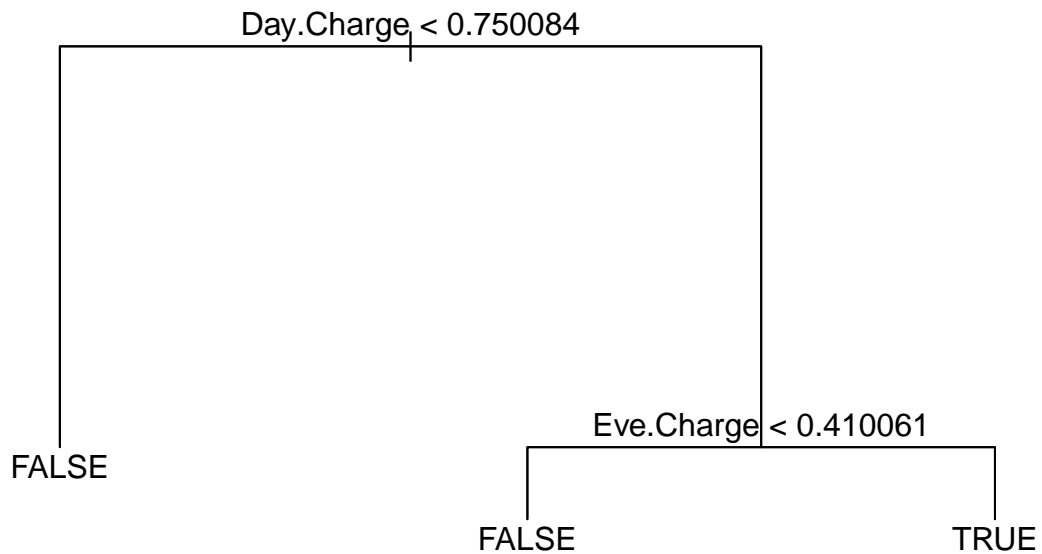 Day.Charge < 0.750084
Eve.Charge < 0.410061
FALSE
FALSE
TRUE